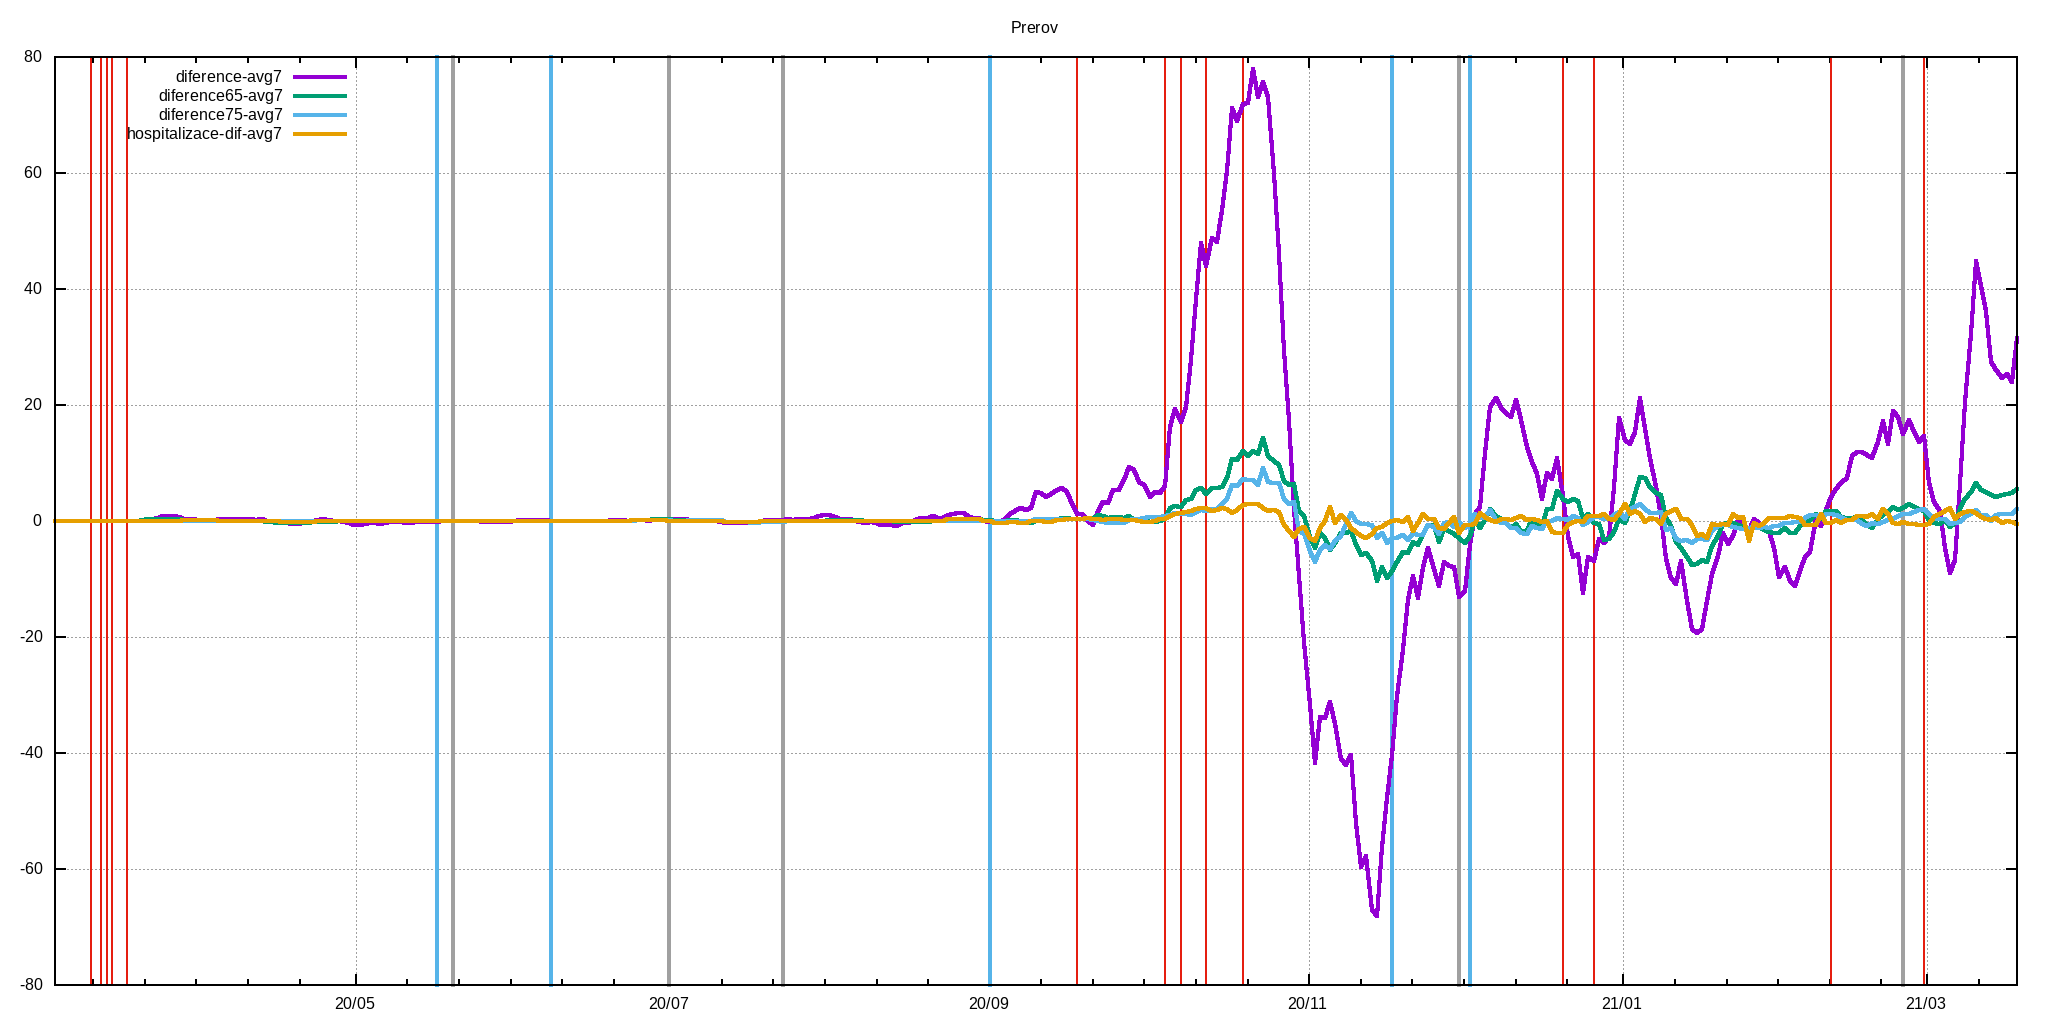 Prerov
80
diference-avg7
diference65-avg7
diference75-avg7
hospitalizace-dif-avg7
60
40
20
0
-20
-40
-60
-80
20/05 20/07 20/09 20/11 21/01 21/03